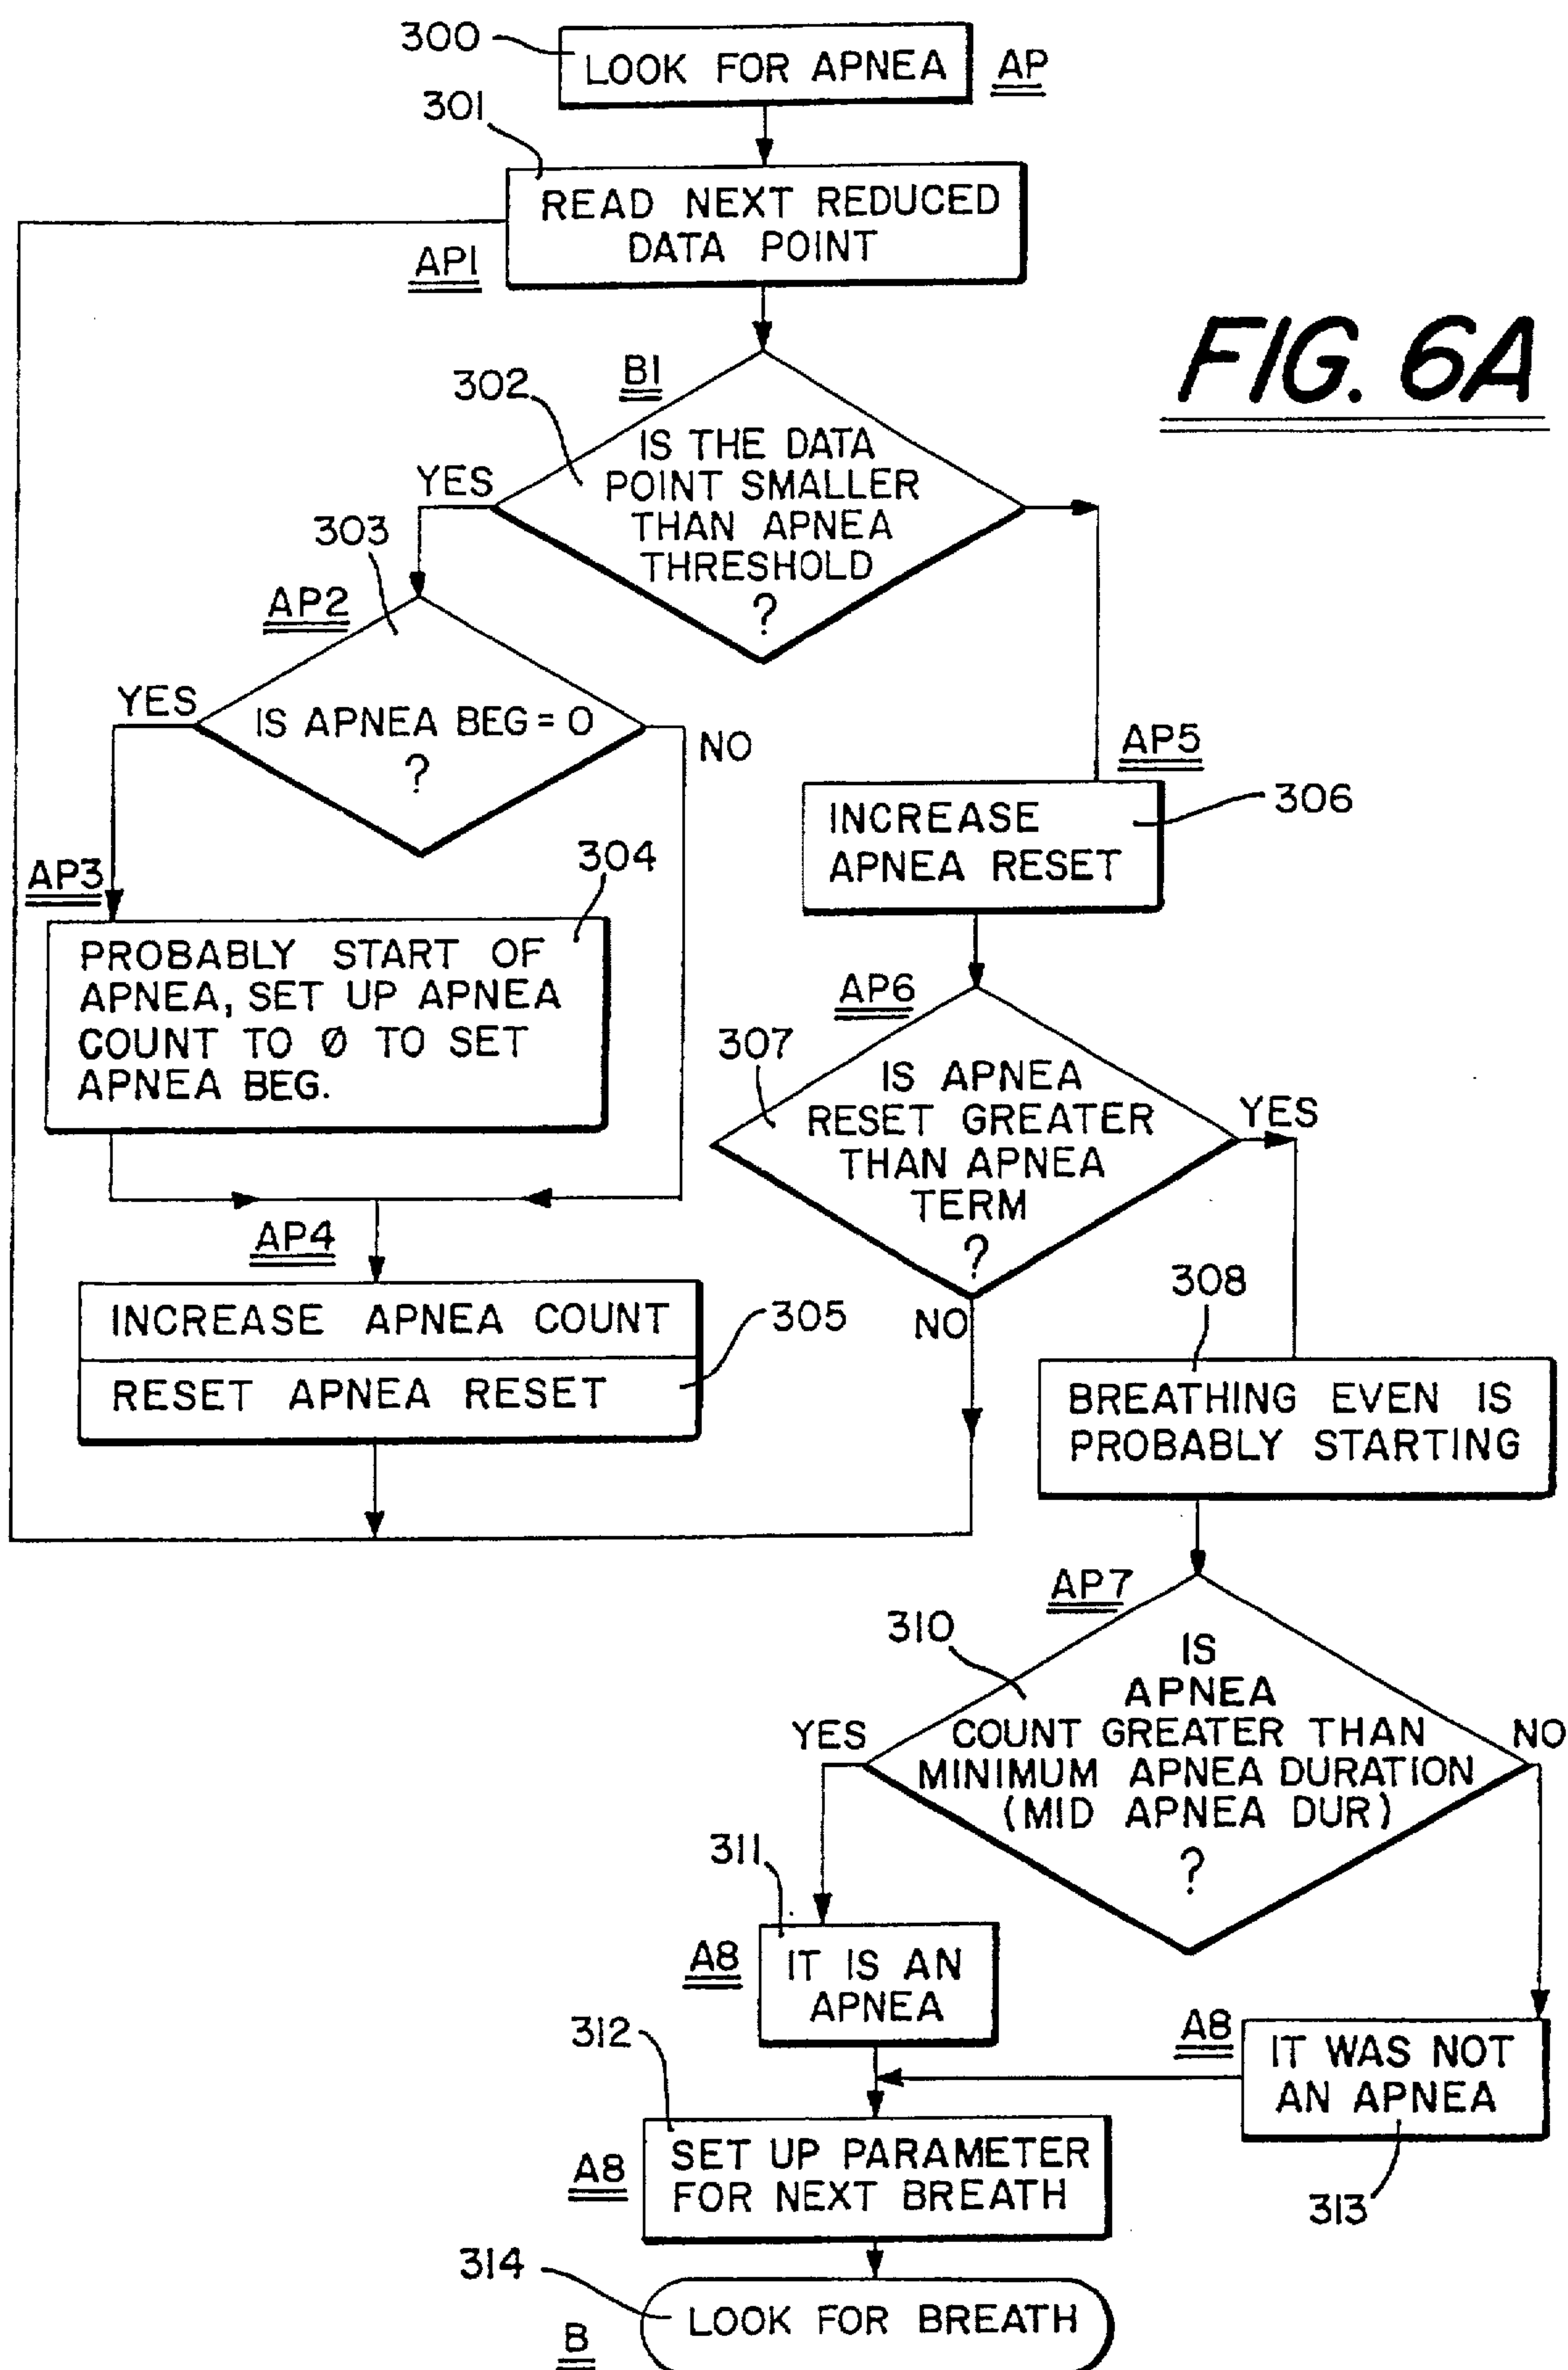 300
LOOK FOR APNEA
AP
301
READ NEXT REDUCED
DATA POINT
AP1
FIG. 6A
B1
302
IS THE DATA
POINT SMALLER
THAN APNEA
THRESHOLD
?
YES
303
AP2
YES
IS APNEA BEG = 0
?
NO
AP5
INCREASE
APNEA RESET
306
AP3
304
PROBABLY START OF
APNEA, SET UP APNEA
COUNT TO Ø TO SET
APNEA BEG.
AP6
307
IS APNEA
RESET GREATER
THAN APNEA
TERM
?
YES
NO
AP4
INCREASE APNEA COUNT
RESET APNEA RESET
305
308
BREATHING EVEN IS
PROBABLY STARTING
AP7
310
IS
APNEA
COUNT GREATER THAN
MINIMUM APNEA DURATION
(MID APNEA DUR)
?
YES
NO
311
A8
IT IS AN
APNEA
A8
IT WAS NOT
AN APNEA
313
312
A8
SET UP PARAMETER
FOR NEXT BREATH
314
LOOK FOR BREATH
B